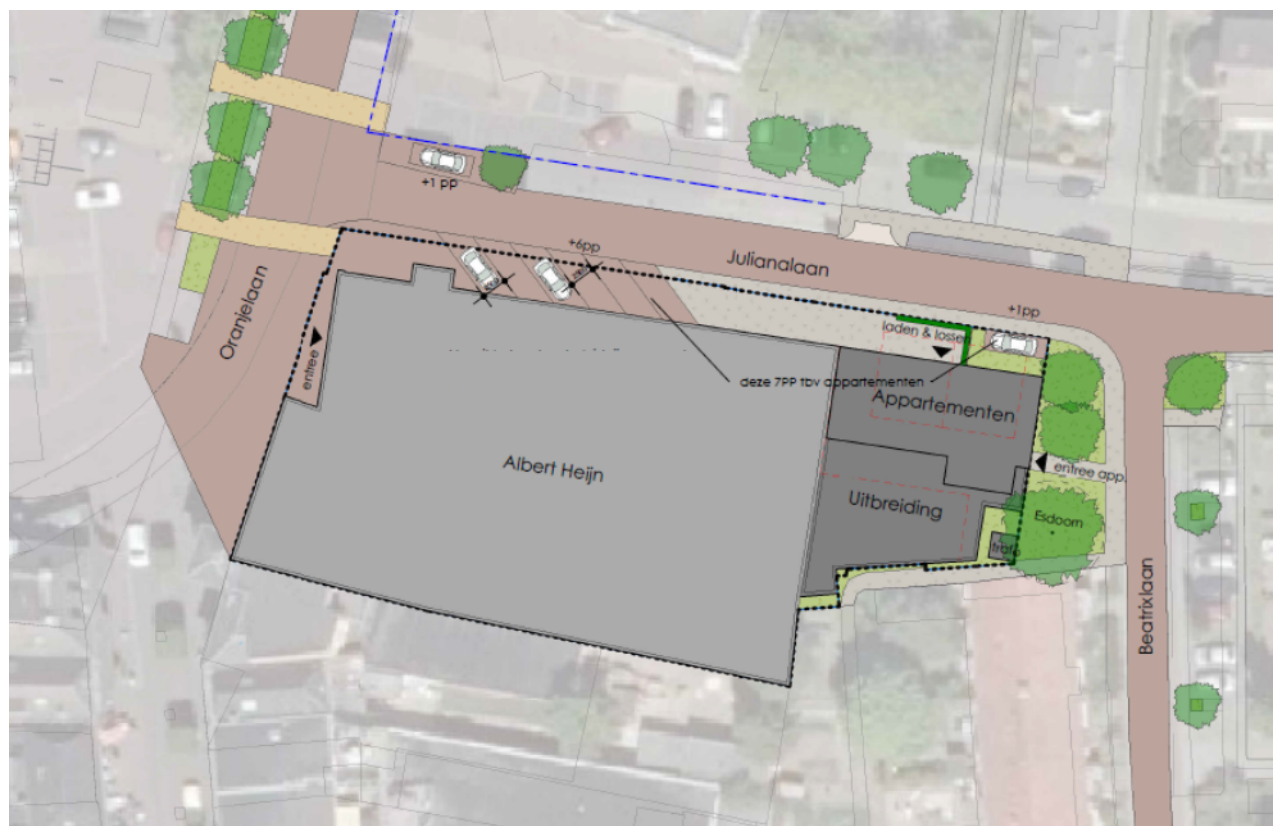 +1 PP
+6pp
Julianalaan
Oranjelaan
entree
+1pp
laden & lossen
deze 7PP tbv appartementen
Appartementen
Albert Heijn
entree app.
Uitbreiding
Esdoorn
trafo
Beatrixlaan